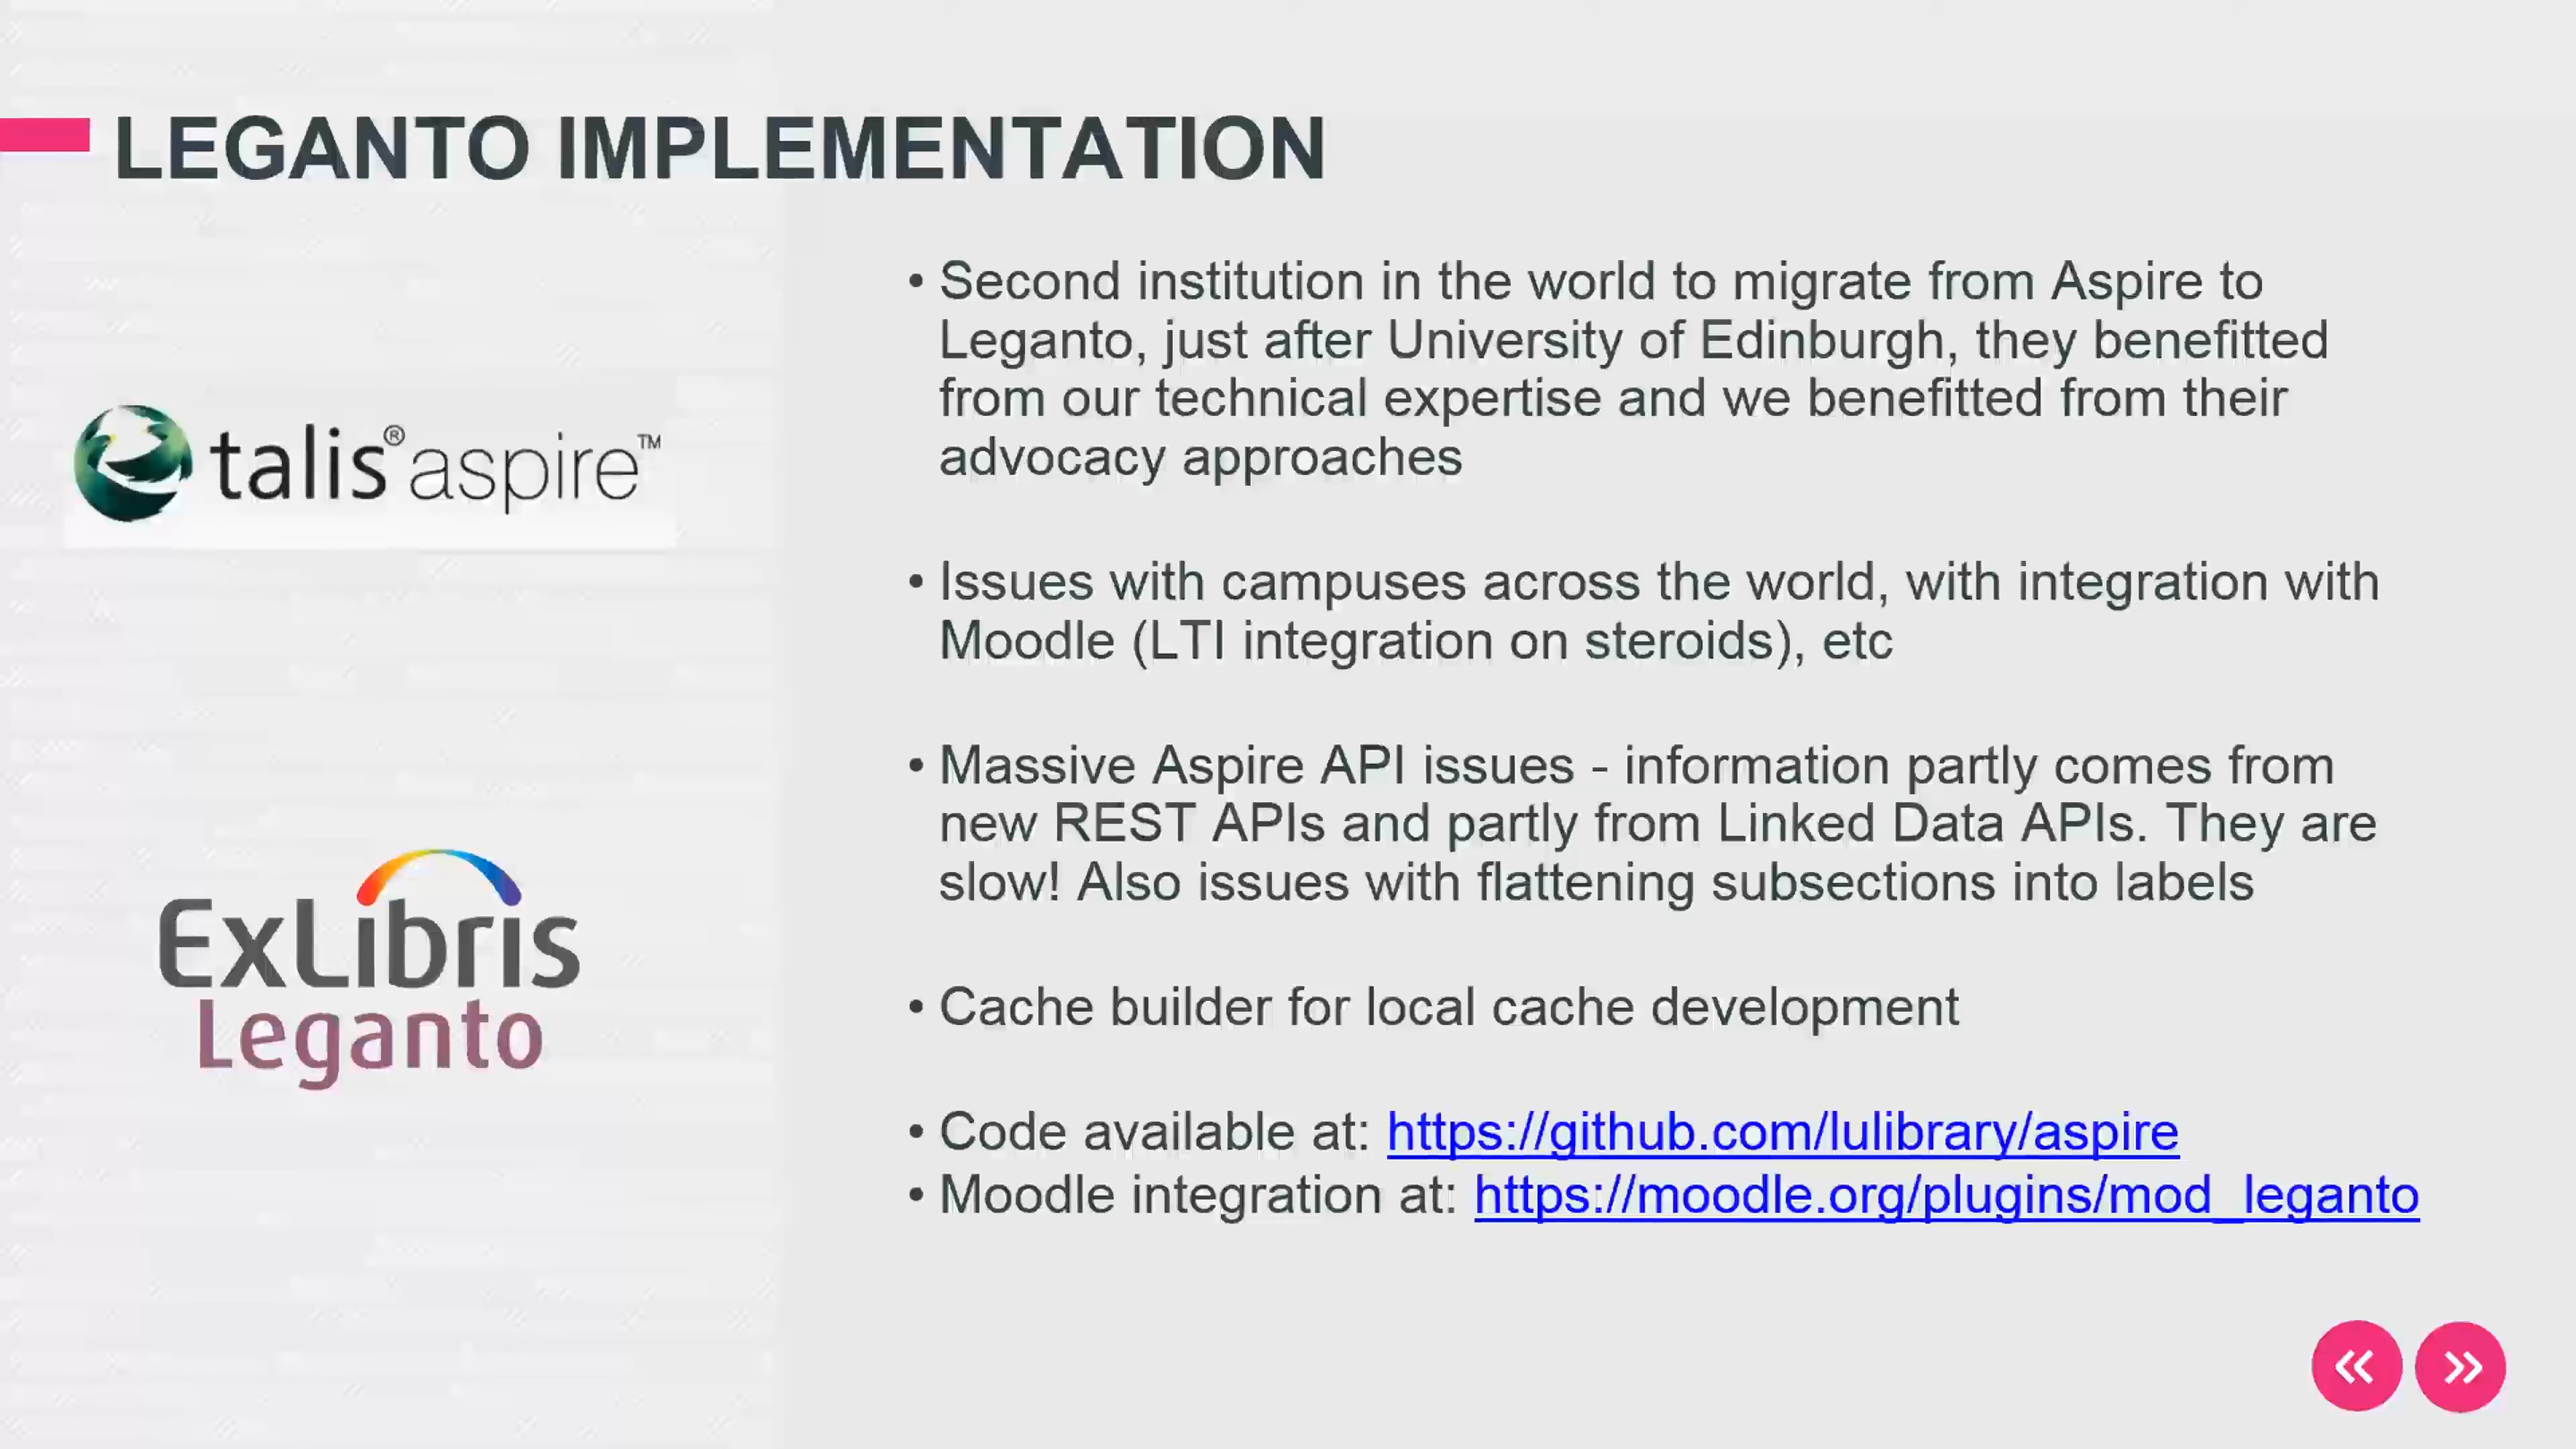 LEGANTO IMPLEMENTATION
• Second institution in the world to migrate from Aspire to
Leganto, just after University of Edinburgh, they benefitted
from our technical expertise and we benefitted from their
advocacy approaches
talis® aspire™
• Issues with campuses across the world, with integration with
Moodle (LTI integration on steroids), etc
• Massive Aspire API issues - information partly comes from
new REST APIs and partly from Linked Data APIs. They are
slow! Also issues with flattening subsections into labels
ExLibris
Leganto
• Cache builder for local cache development
• Code available at: https://github.com/lulibrary/aspire
• Moodle integration at: https://moodle.org/plugins/mod_leganto